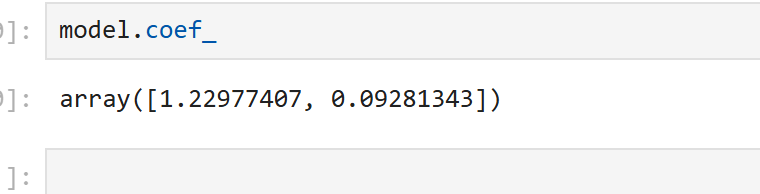 ]: model.coef_
]: array([1.22977407, 0.09281343])
]: